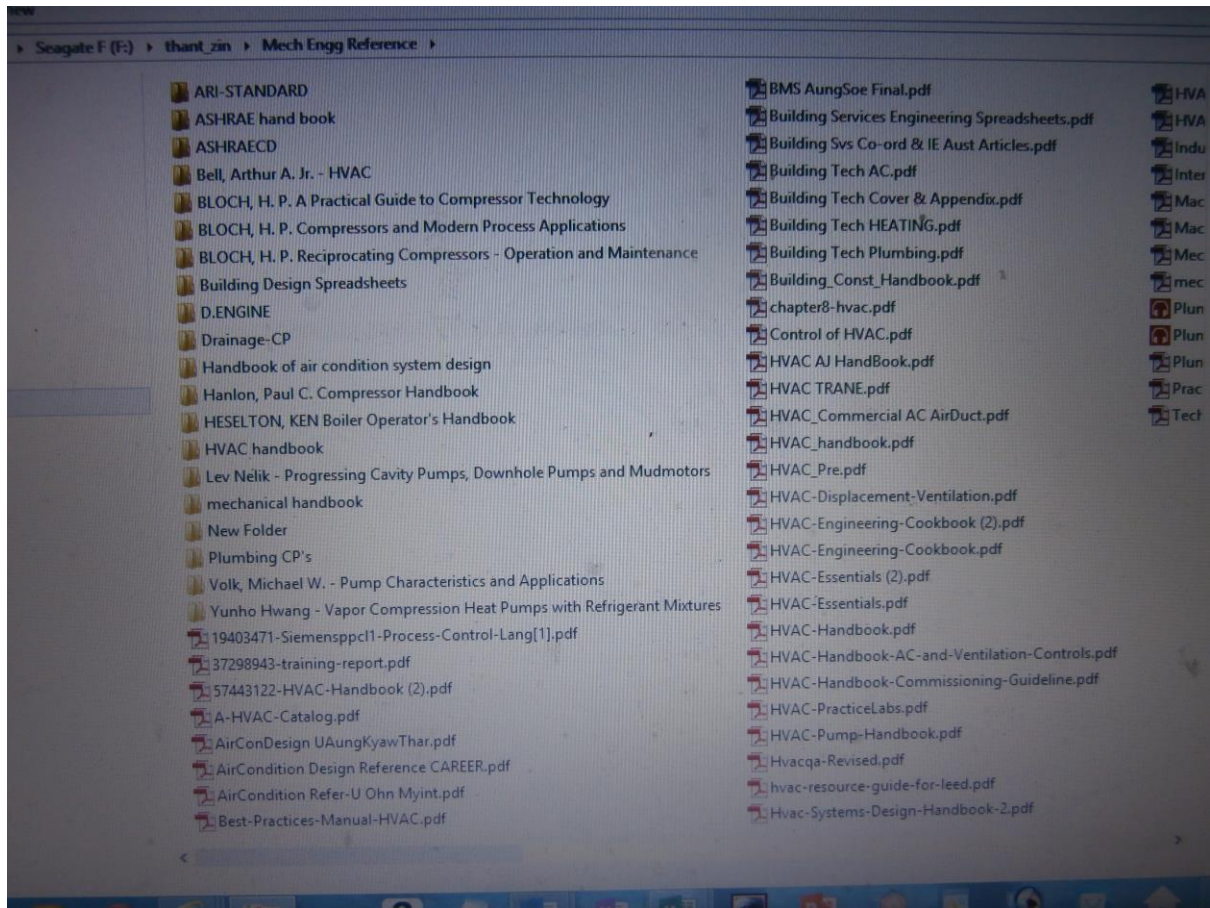 Seagate F (F:) thant_zin Mech Engg Reference
ARI-STANDARD
ASHRAE hand book
ASHRAECD
Bell, Arthur A. Jr. - HVAC
BLOCH, H. P. A Practical Guide to Compressor Technology
BLOCH, H. P. Compressors and Modern Process Applications
BLOCH, H. P. Reciprocating Compressors - Operation and Maintenance
Building Design Spreadsheets
D.ENGINE
Drainage-CP
Handbook of air condition system design
Hanlon, Paul C. Compressor Handbook
HESELTON, KEN Boiler Operator's Handbook
HVAC handbook
Lev Nelik - Progressing Cavity Pumps, Downhole Pumps and Mudmotors
mechanical handbook
New Folder
Plumbing CP's
Volk, Michael W. - Pump Characteristics and Applications
Yunho Hwang - Vapor Compression Heat Pumps with Refrigerant Mixtures
19403471-Siemensppcl1-Process-Control-Lang[1].pdf
37298943-training-report.pdf
57443122-HVAC-Handbook (2).pdf
A-HVAC-Catalog.pdf
AirConDesign UAungKyawThar.pdf
AirCondition Design Reference CAREER.pdf
AirCondition Refer-U Ohn Myint.pdf
Best-Practices-Manual-HVAC.pdf
BMS AungSoe Final.pdf
Building Services Engineering Spreadsheets.pdf
Building Svs Co-ord & IE Aust Articles.pdf
Building Tech AC.pdf
Building Tech Cover & Appendix.pdf
Building Tech HEATING.pdf
Building Tech Plumbing.pdf
Building_Const_Handbook.pdf
chapter8-hvac.pdf
Control of HVAC.pdf
HVAC AJ HandBook.pdf
HVAC TRANE.pdf
HVAC_Commercial AC AirDuct.pdf
HVAC_handbook.pdf
HVAC_Pre.pdf
HVAC-Displacement-Ventilation.pdf
HVAC-Engineering-Cookbook (2).pdf
HVAC-Engineering-Cookbook.pdf
HVAC-Essentials (2).pdf
HVAC-Essentials.pdf
HVAC-Handbook.pdf
HVAC-Handbook-AC-and-Ventilation-Controls.pdf
HVAC-Handbook-Commissioning-Guideline.pdf
HVAC-PracticeLabs.pdf
HVAC-Pump-Handbook.pdf
Hvacqa-Revised.pdf
hvac-resource-guide-for-leed.pdf
Hvac-Systems-Design-Handbook-2.pdf
HVA
HVA
Indu
Inter
Mac
Mac
Mec
mec
Plun
Plun
Plun
Prac
Tech